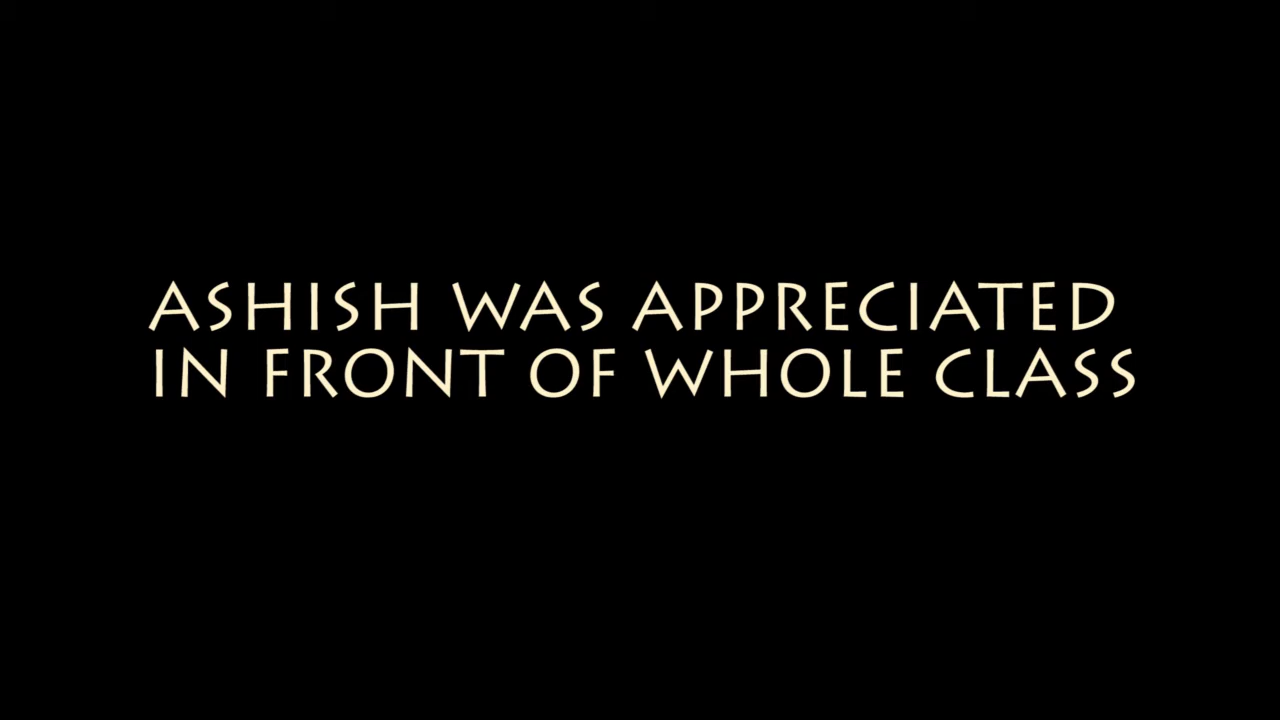 ASHISH WAS APPRECIATED
IN FRONT OF WHOLE CLASS